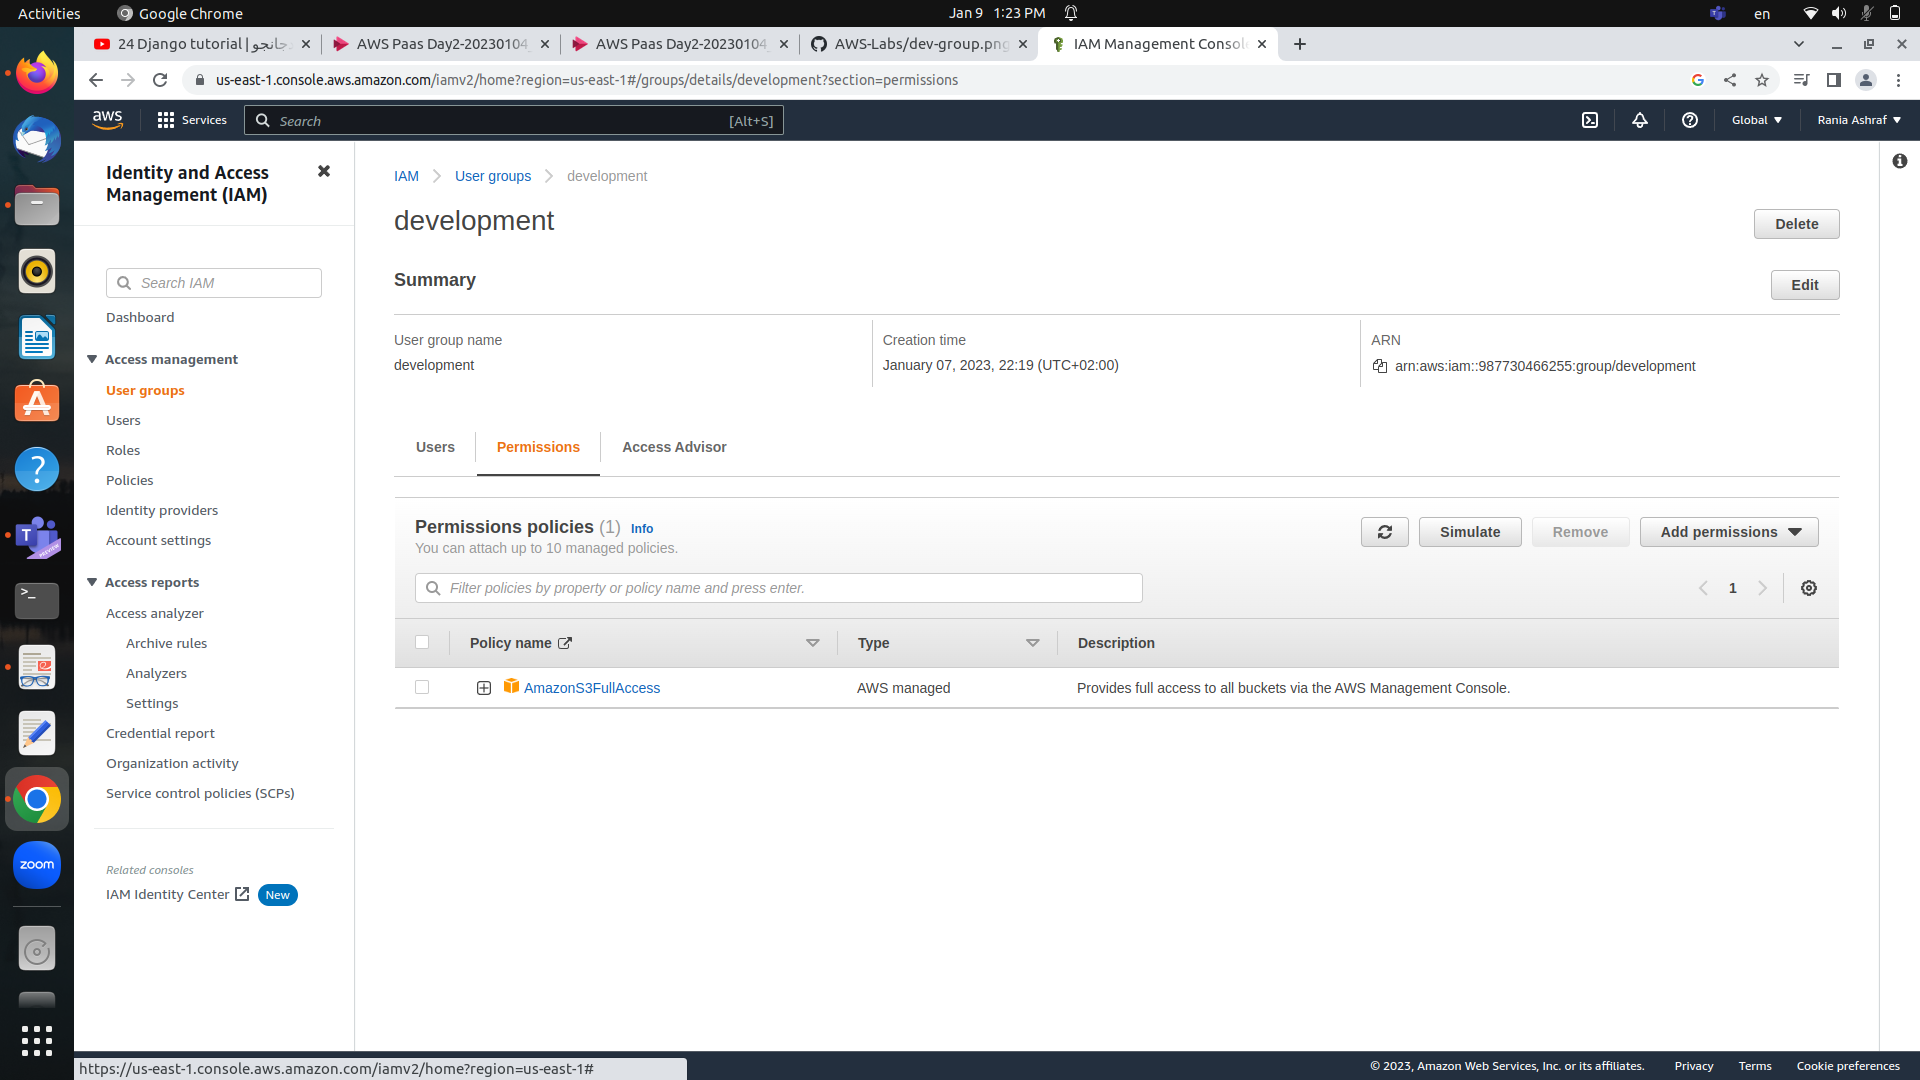 Activities
Google Chrome
Jan 9 1:23 PM
en
24 Django tutorial | جانجو
AWS Paas Day2-20230104
AWS Paas Day2-20230104
AWS-Labs/dev-group.png
IAM Management Consol
us-east-1.console.aws.amazon.com/iamv2/home?region=us-east-1#/groups/details/development?section=permissions
aws
Services
Search
[Alt+S]
Global
Rania Ashraf
Identity and Access
Management (IAM)
Search IAM
Dashboard
Access management
User groups
Users
Roles
Policies
Identity providers
Account settings
Access reports
Access analyzer
Archive rules
Analyzers
Settings
Credential report
Organization activity
Service control policies (SCPs)
Related consoles
IAM Identity Center New
IAM > User groups > development
development
Delete
Summary
Edit
User group name
development
Creation time
January 07, 2023, 22:19 (UTC+02:00)
ARN
arn:aws:iam::987730466255:group/development
Users
Permissions
Access Advisor
Permissions policies (1) Info
You can attach up to 10 managed policies.
Simulate
Remove
Add permissions
Filter policies by property or policy name and press enter.
1
Policy name
Type
Description
AmazonS3FullAccess
AWS managed
Provides full access to all buckets via the AWS Management Console.
zoom
https://us-east-1.console.aws.amazon.com/iamv2/home?region=us-east-1#
© 2023, Amazon Web Services, Inc. or its affiliates.
Privacy
Terms
Cookie preferences